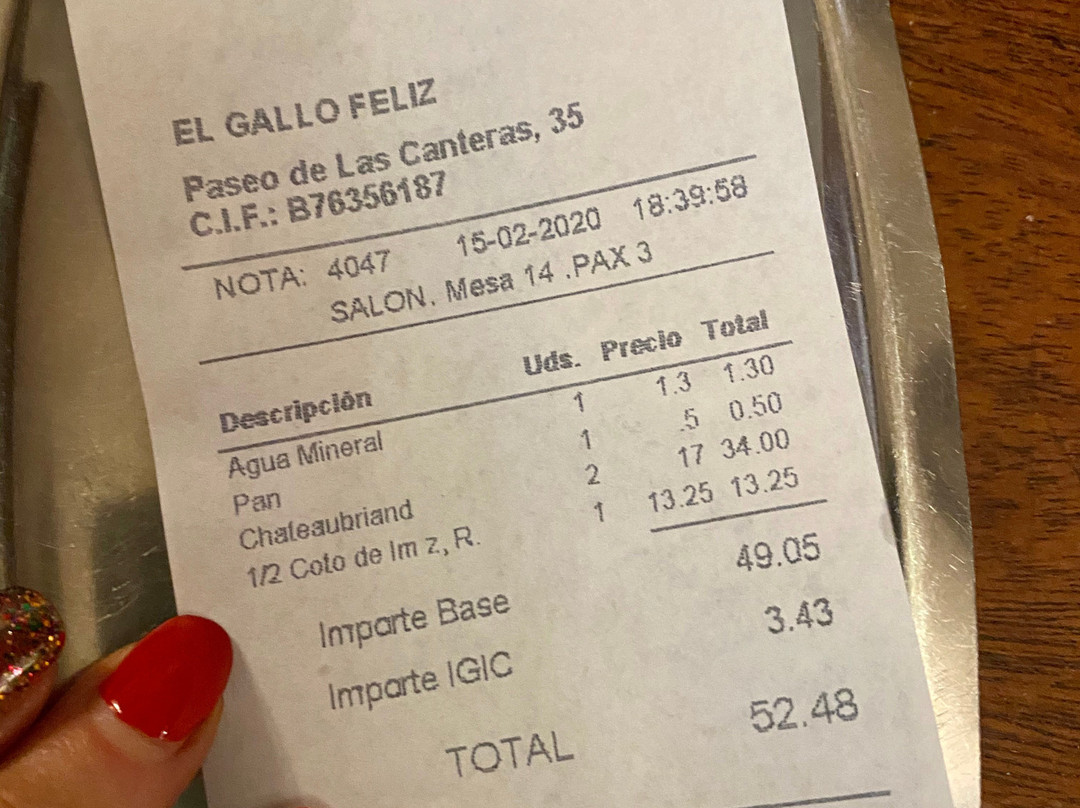 EL GALLO FELIZ
Paseo de Las Canteras, 35
C.I.F.: B76356187
NOTA: 4047 15-02-2020 18:39:58
SALON. Mesa 14 .PAX 3
Descripción Uds. Precio Total
Agua Mineral 1 1.3 1.30
Pan 1 .5 0.50
Chateaubriand 2 17 34.00
1/2 Coto de Im z, R. 1 13.25 13.25
Importe Base 49.05
Importe IGIC 3.43
TOTAL 52.48